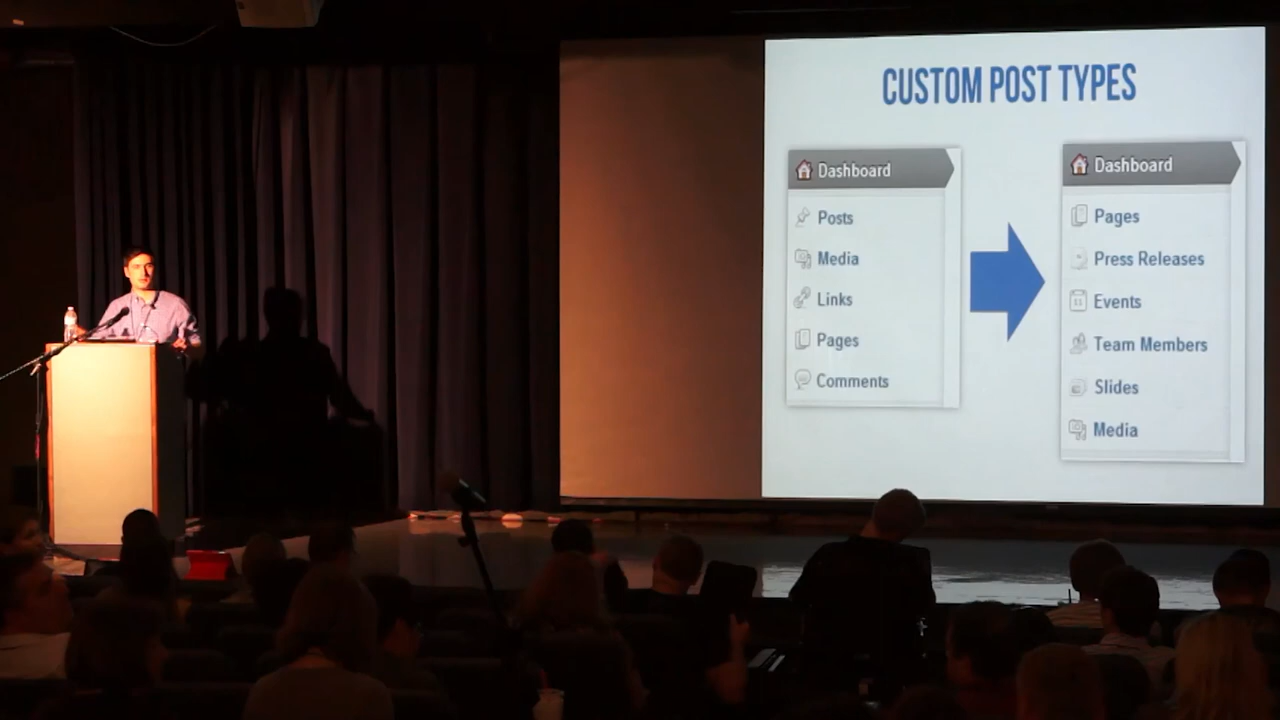 CUSTOM POST TYPES
Dashboard
Posts
Media
Links
Pages
Comments
Dashboard
Pages
Press Releases
Events
Team Members
Slides
Media